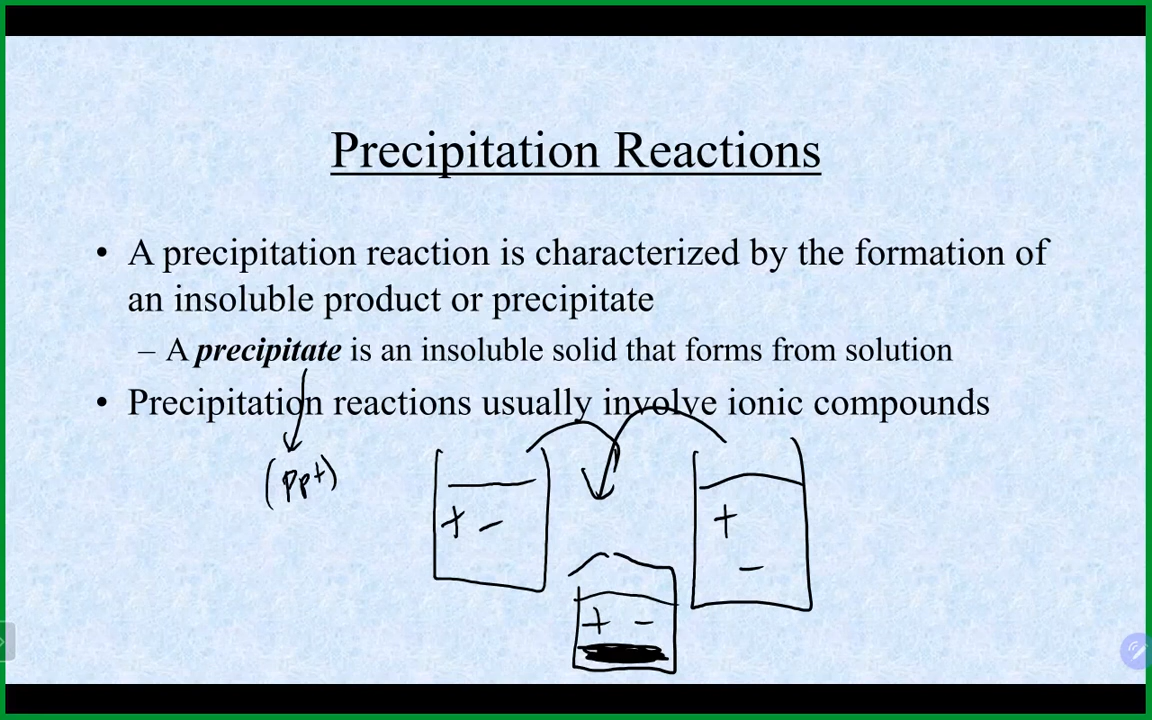 Precipitation Reactions
• A precipitation reaction is characterized by the formation of
an insoluble product or precipitate
– A precipitate is an insoluble solid that forms from solution
• Precipitation reactions usually involve ionic compounds
(ppt)
+ -
+
-
+ -